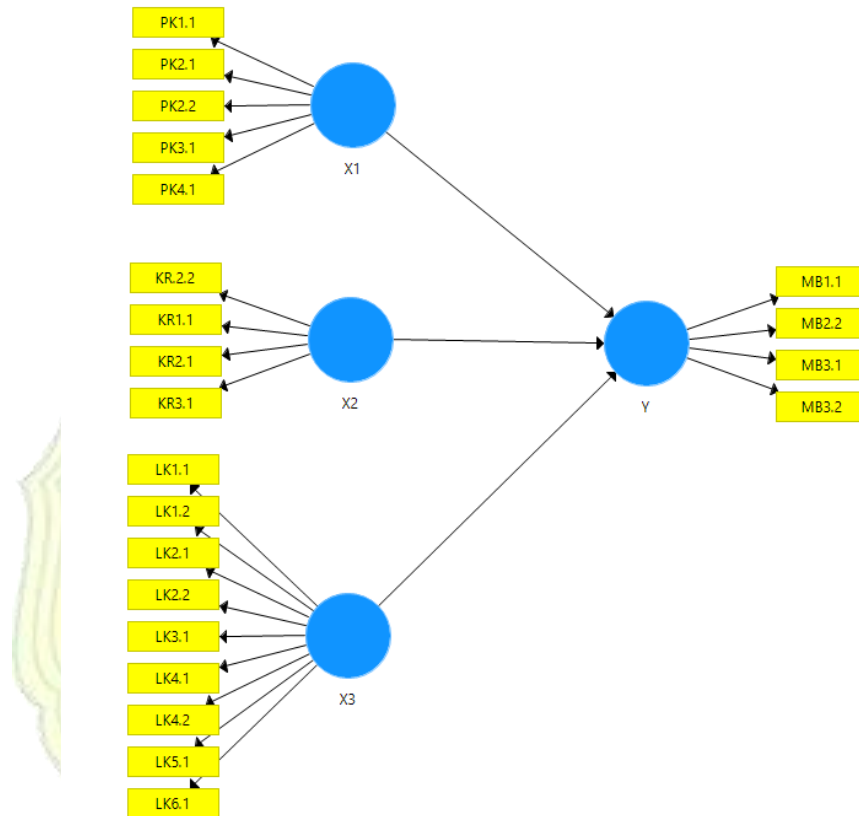 PK1.1
PK2.1
PK2.2
PK3.1
PK4.1
X1
KR.2.2
KR1.1
KR2.1
KR3.1
X2
LK1.1
LK1.2
LK2.1
LK2.2
LK3.1
LK4.1
LK4.2
LK5.1
LK6.1
X3
Y
MB1.1
MB2.2
MB3.1
MB3.2